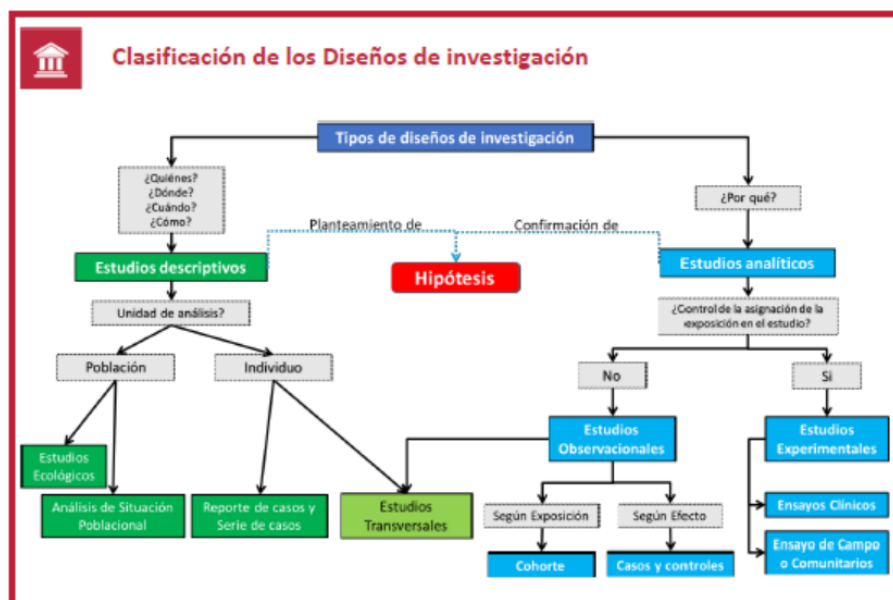 Clasificación de los Diseños de investigación
Tipos de diseños de investigación
¿Quiénes?
¿Dónde?
¿Cuándo?
¿Cómo?
¿Por qué?
Planteamiento de
Confirmación de
Estudios descriptivos
Hipótesis
Estudios analíticos
Unidad de análisis?
¿Control de la asignación de la
exposición en el estudio?
Población
Individuo
No
Si
Estudios
Ecológicos
Análisis de Situación
Poblacional
Reporte de casos y
Serie de casos
Estudios
Transversales
Estudios
Observacionales
Estudios
Experimentales
Según Exposición
Según Efecto
Cohorte
Casos y controles
Ensayos Clínicos
Ensayo de Campo
o Comunitarios